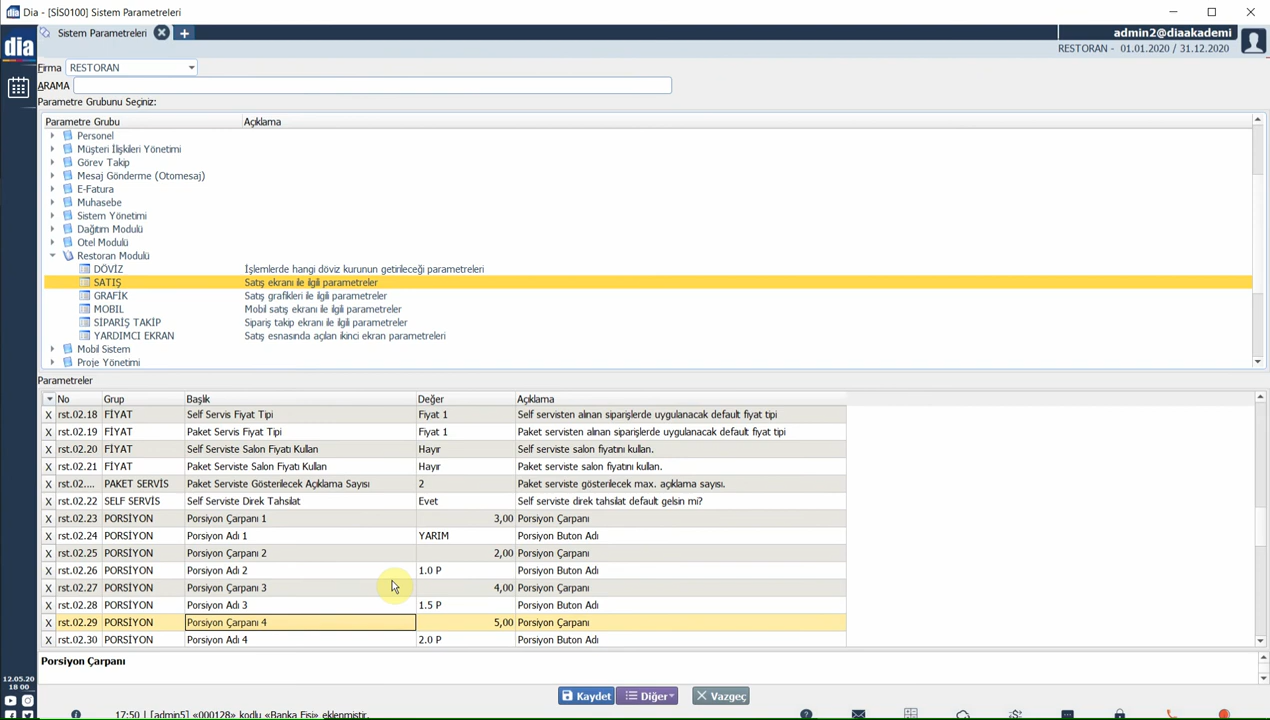 Dia - [SİS0100] Sistem Parametreleri
Sistem Parametreleri
admin2@diaakademi
RESTORAN - 01.01.2020 / 31.12.2020
dia
Firma RESTORAN
ARAMA
Parametre Grubunu Seçiniz:
Parametre Grubu Açıklama
Personel
Müşteri İlişkileri Yönetimi
Görev Takip
Mesaj Gönderme (Otomesaj)
E-Fatura
Muhasebe
Sistem Yönetimi
Dağıtım Modülü
Otel Modülü
Restoran Modülü
DÖVİZ İşlemlerde hangi döviz kurunun getirileceği parametreleri
SATIŞ Satış ekranı ile ilgili parametreler
GRAFİK Satış grafikleri ile ilgili parametreler
MOBIL Mobil satış ekranı ile ilgili parametreler
SİPARİŞ TAKİP Sipariş takip ekranı ile ilgili parametreler
YARDIMCI EKRAN Satış esnasında açılan ikinci ekran parametreleri
Mobil Sistem
Proje Yönetimi
Parametreler
No Grup Başlık Değer Açıklama
X rst.02.18 FİYAT Self Servis Fiyat Tipi Fiyat 1 Self servisten alınan siparişlerde uygulanacak default fiyat tipi
X rst.02.19 FİYAT Paket Servis Fiyat Tipi Fiyat 1 Paket servisten alınan siparişlerde uygulanacak default fiyat tipi
X rst.02.20 FİYAT Self Serviste Salon Fiyatı Kullan Hayır Self serviste salon fiyatını kullan.
X rst.02.21 FİYAT Paket Serviste Salon Fiyatı Kullan Hayır Paket serviste salon fiyatını kullan.
X rst.02.... PAKET SERVİS Paket Serviste Gösterilecek Açıklama Sayısı 2 Paket serviste gösterilecek max. açıklama sayısı.
X rst.02.22 SELF SERVİS Self Serviste Direk Tahsilat Evet Self serviste direk tahsilat default gelsin mi?
X rst.02.23 PORSİYON Porsiyon Çarpanı 1 3,00 Porsiyon Çarpanı
X rst.02.24 PORSİYON Porsiyon Adı 1 YARIM Porsiyon Buton Adı
X rst.02.25 PORSİYON Porsiyon Çarpanı 2 2,00 Porsiyon Çarpanı
X rst.02.26 PORSİYON Porsiyon Adı 2 1.0 P Porsiyon Buton Adı
X rst.02.27 PORSİYON Porsiyon Çarpanı 3 4,00 Porsiyon Çarpanı
X rst.02.28 PORSİYON Porsiyon Adı 3 1.5 P Porsiyon Buton Adı
X rst.02.29 PORSİYON Porsiyon Çarpanı 4 5,00 Porsiyon Çarpanı
X rst.02.30 PORSİYON Porsiyon Adı 4 2.0 P Porsiyon Buton Adı
Porsiyon Çarpanı
Kaydet Diğer Vazgeç
12.05.20
18 00
17:50 | [admin5] «000128» kodlu «Banka Fişi» eklenmiştir.